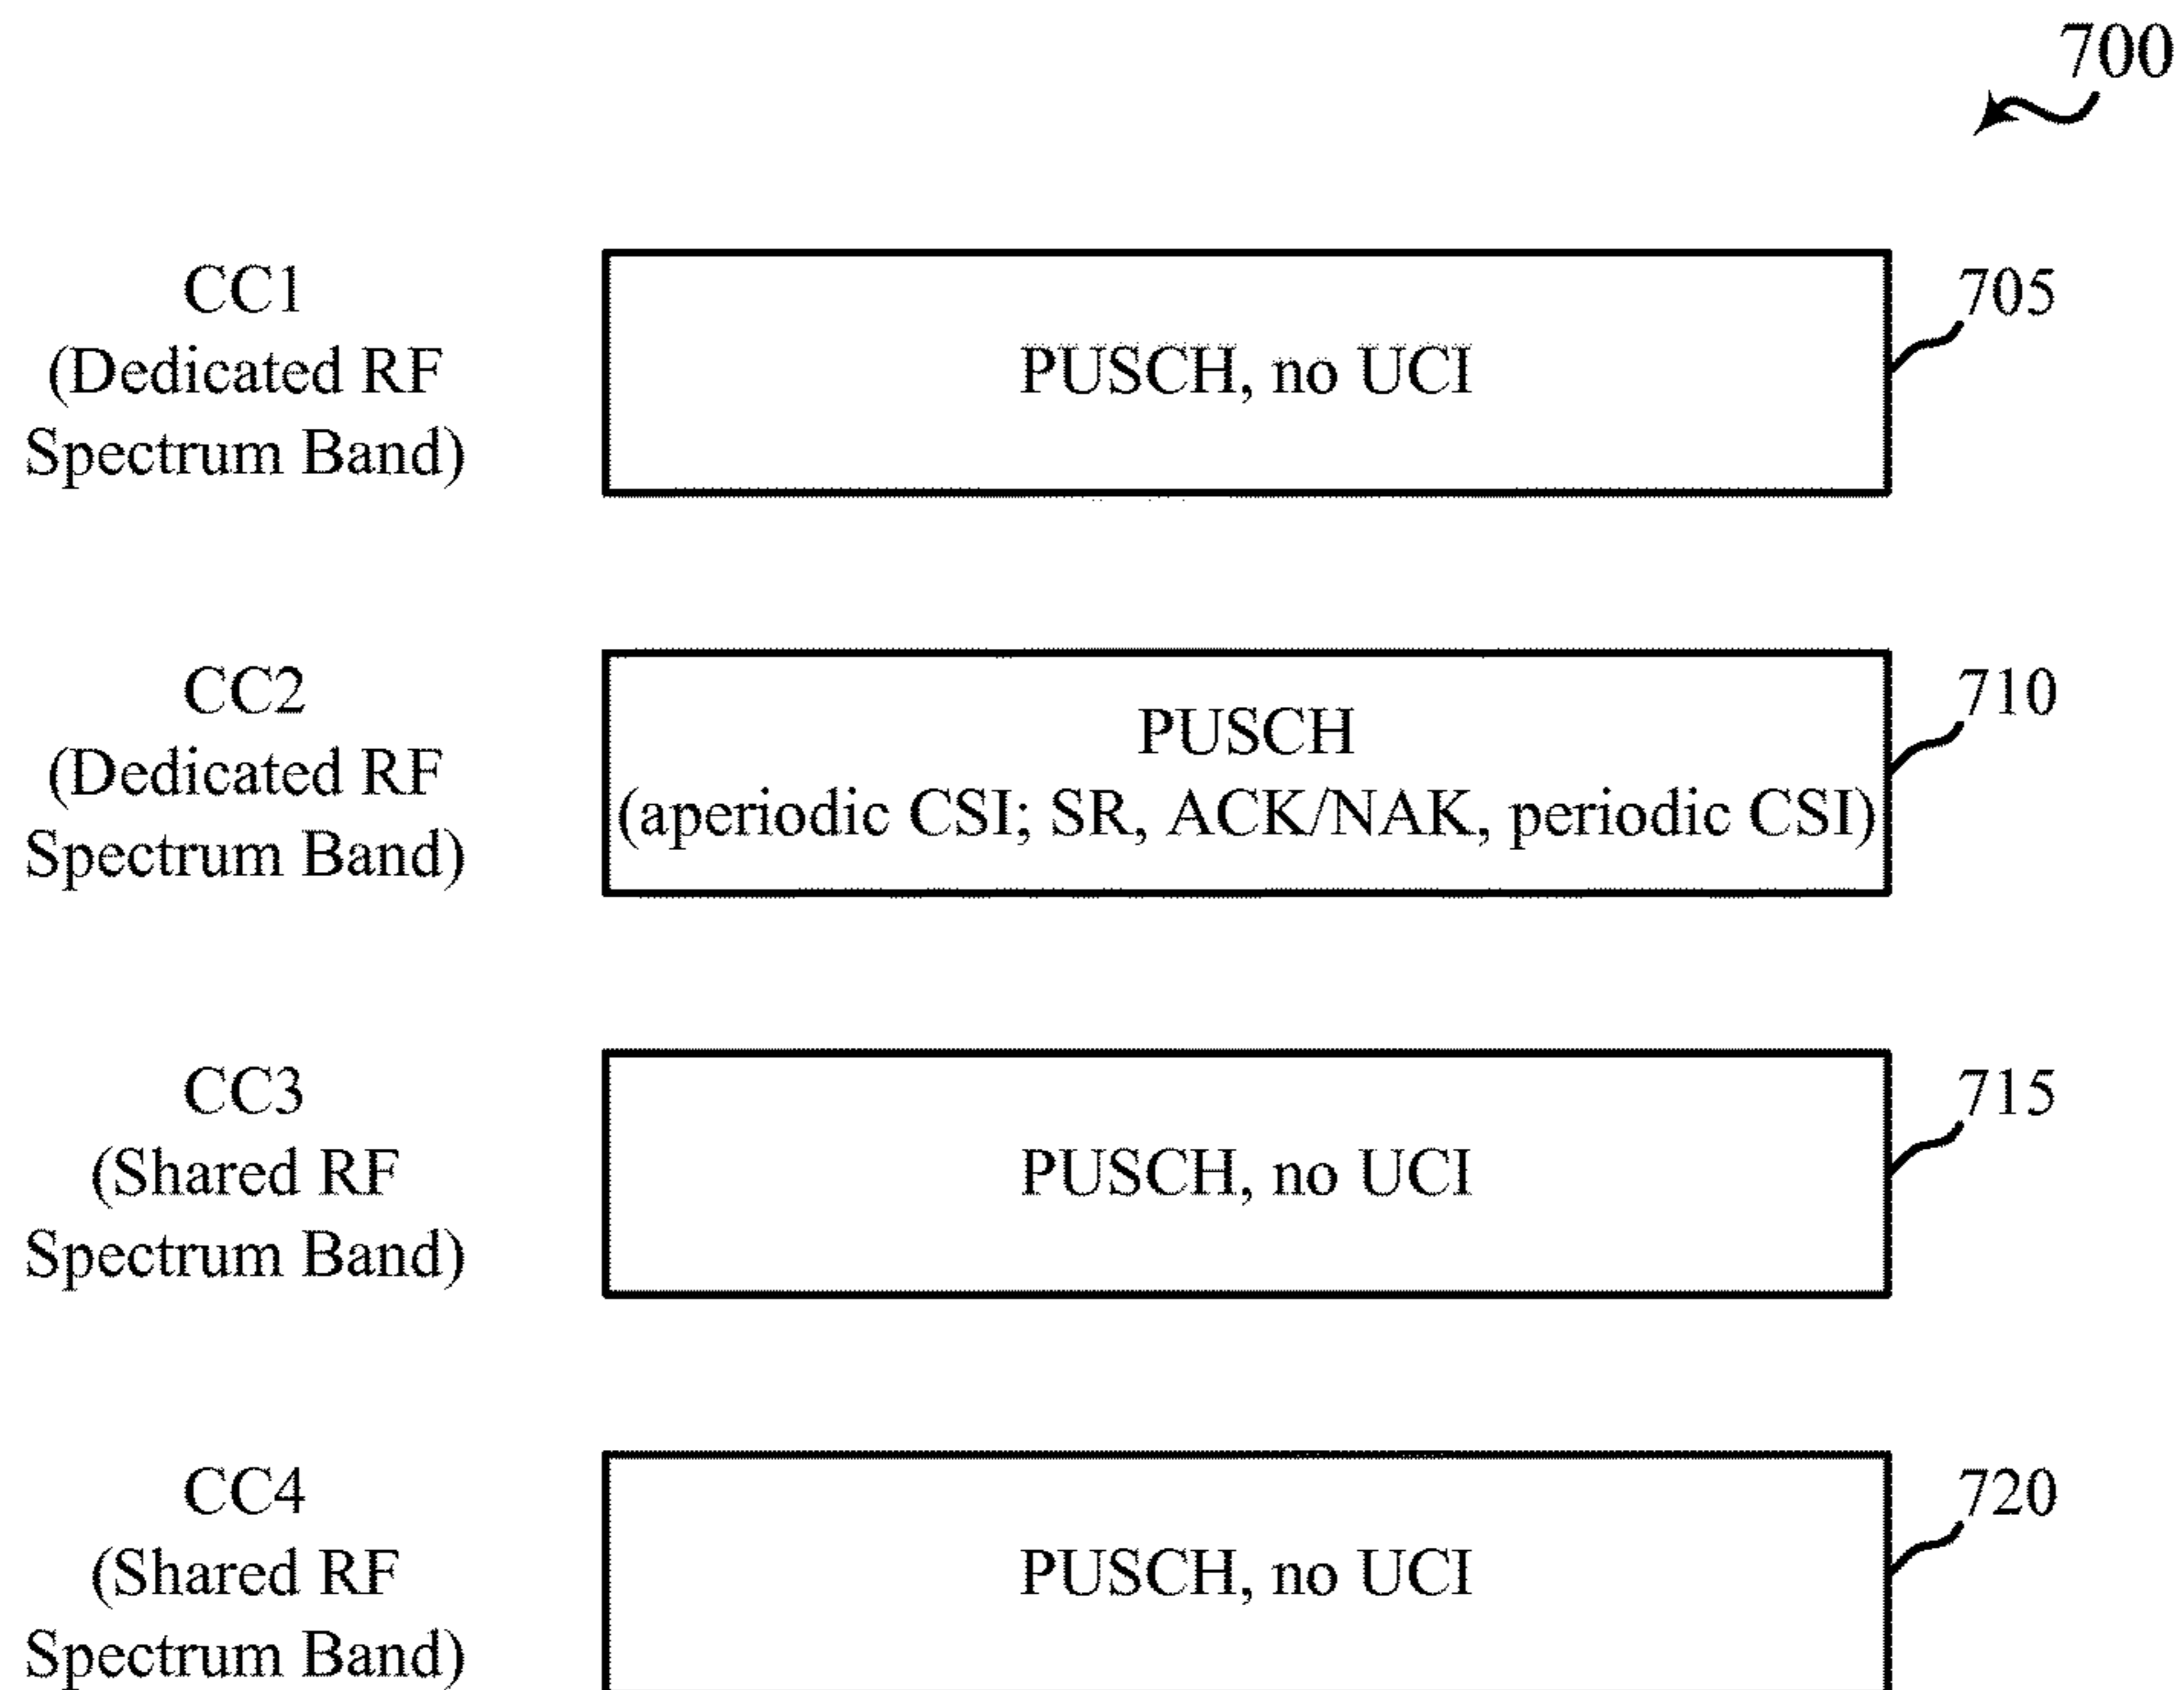 700
CC1
(Dedicated RF
Spectrum Band)
PUSCH, no UCI
705
CC2
(Dedicated RF
Spectrum Band)
PUSCH
(aperiodic CSI; SR, ACK/NAK, periodic CSI)
710
CC3
(Shared RF
Spectrum Band)
PUSCH, no UCI
715
CC4
(Shared RF
Spectrum Band)
PUSCH, no UCI
720